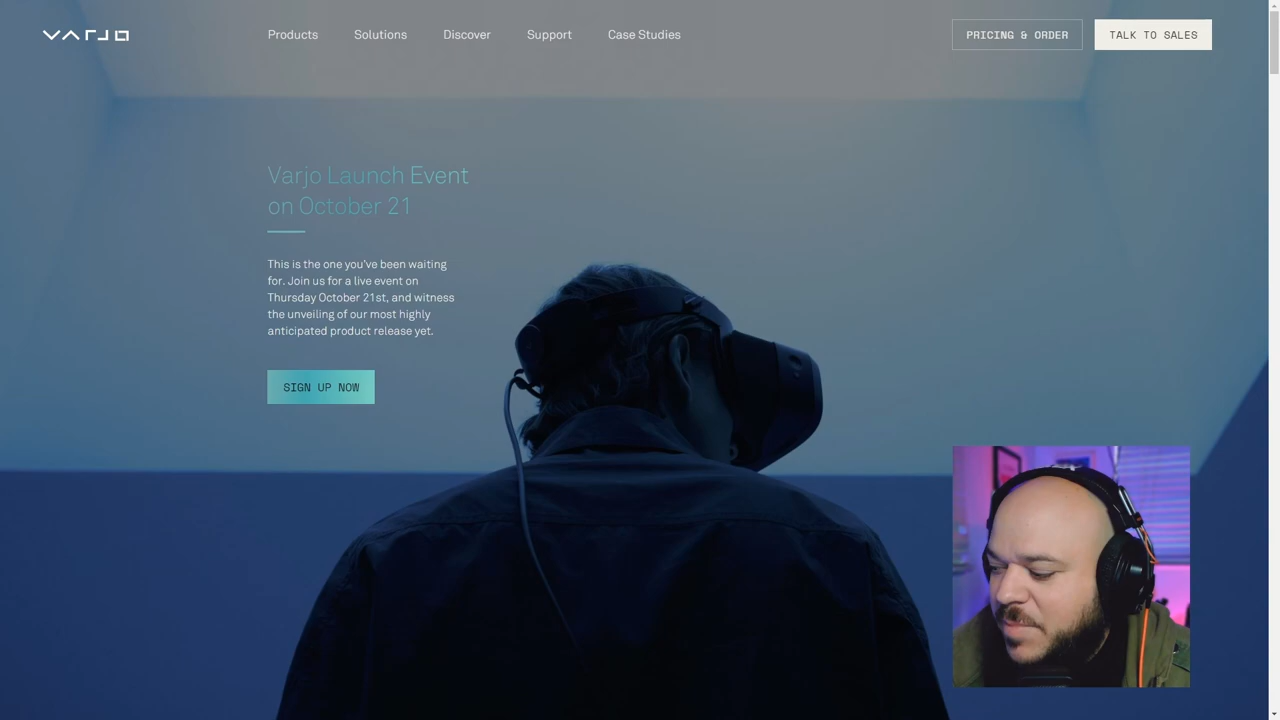 VARJO
Products
Solutions
Discover
Support
Case Studies
PRICING & ORDER
TALK TO SALES
Varjo Launch Event
on October 21
This is the one you've been waiting
for. Join us for a live event on
Thursday October 21st, and witness
the unveiling of our most highly
anticipated product release yet.
SIGN UP NOW